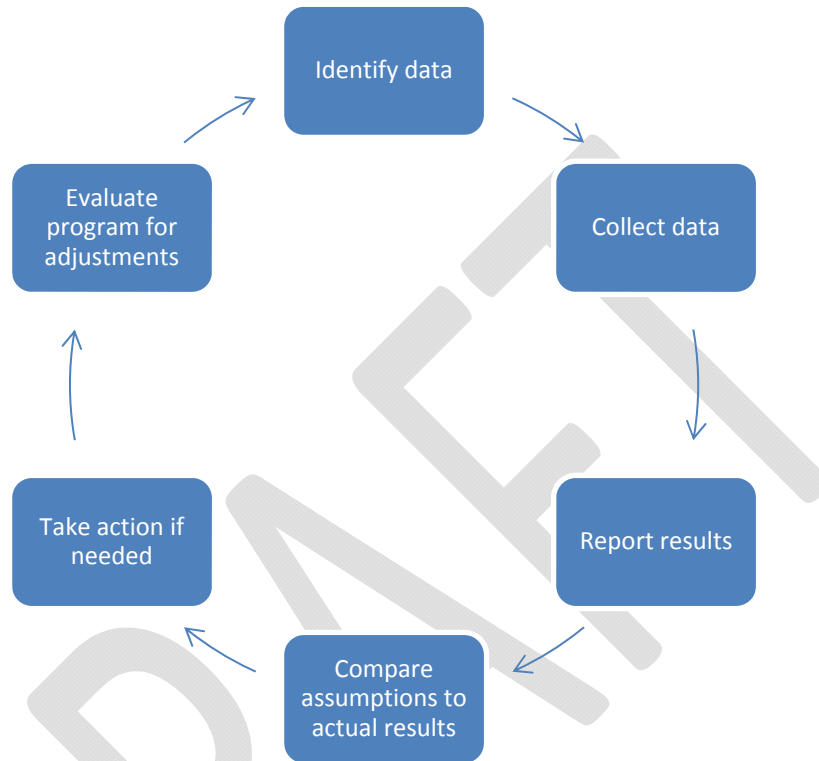 Identify data
Collect data
Report results
Compare
assumptions to
actual results
Take action if
needed
Evaluate
program for
adjustments
DRAFT